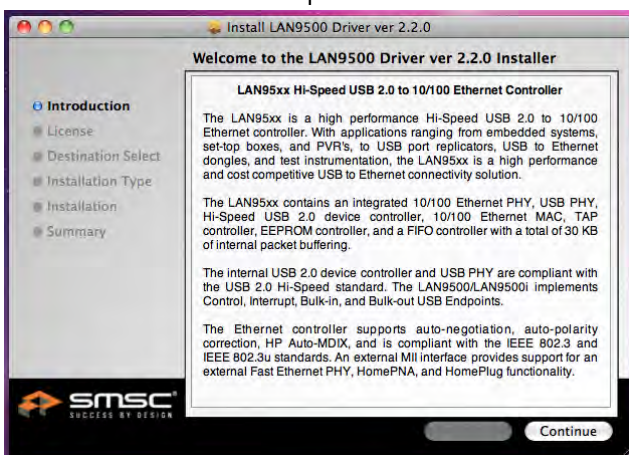 Install LAN9500 Driver ver 2.2.0
Welcome to the LAN9500 Driver ver 2.2.0 Installer
Introduction
License
Destination Select
Installation Type
Installation
Summary
LAN95xx Hi-Speed USB 2.0 to 10/100 Ethernet Controller
The LAN95xx is a high performance Hi-Speed USB 2.0 to 10/100
Ethernet controller. With applications ranging from embedded systems,
set-top boxes, and PVR's, to USB port replicators, USB to Ethernet
dongles, and test instrumentation, the LAN95xx is a high performance
and cost competitive USB to Ethernet connectivity solution.
The LAN95xx contains an integrated 10/100 Ethernet PHY, USB PHY,
Hi-Speed USB 2.0 device controller, 10/100 Ethernet MAC, TAP
controller, EEPROM controller, and a FIFO controller with a total of 30 KB
of internal packet buffering.
The internal USB 2.0 device controller and USB PHY are compliant with
the USB 2.0 Hi-Speed standard. The LAN9500/LAN9500i implements
Control, Interrupt, Bulk-in, and Bulk-out USB Endpoints.
The Ethernet controller supports auto-negotiation, auto-polarity
correction, HP Auto-MDIX, and is compliant with the IEEE 802.3 and
IEEE 802.3u standards. An external MII interface provides support for an
external Fast Ethernet PHY, HomePNA, and HomePlug functionality.
smsc
SUCCESS BY DESIGN
Continue